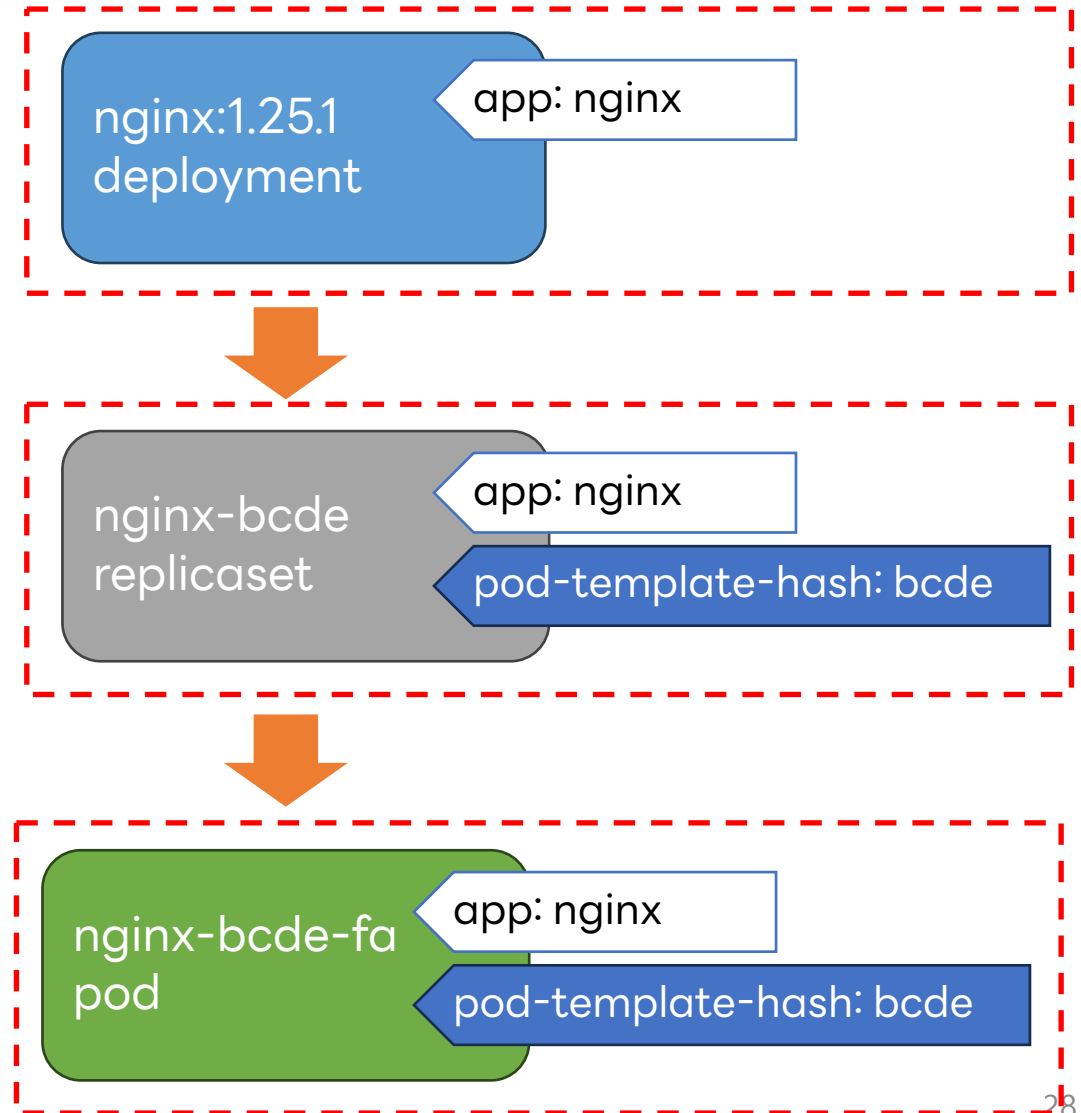 nginx:1.25.1
deployment
app: nginx
nginx-bcde
replicaset
app: nginx
pod-template-hash: bcde
nginx-bcde-fa
pod
app: nginx
pod-template-hash: bcde
28